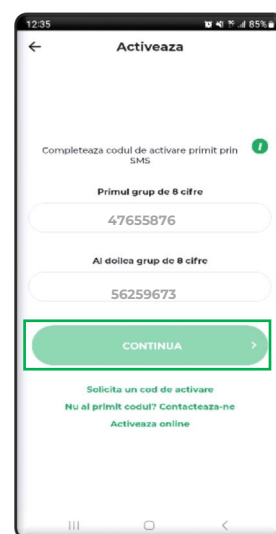 12:35
85%
Activeaza
Completeaza codul de activare primit prin
SMS
i
Primul grup de 8 cifre
47655876
Al doilea grup de 8 cifre
56259673
CONTINUA
Solicita un cod de activare
Nu ai primit codul? Contacteaza-ne
Activeaza online